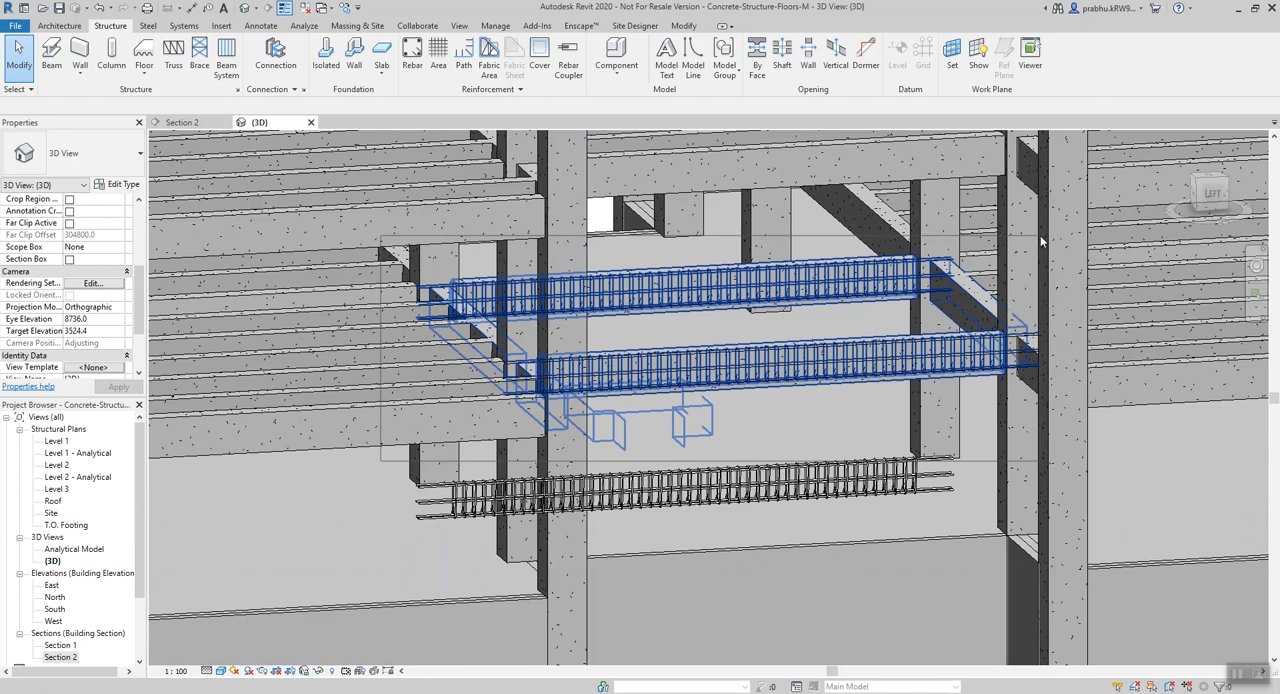 Autodesk Revit 2020 - Not For Resale Version - Concrete-Structure-Floors-M - 3D View: {3D}
prabhu.kRW9...
File Architecture Structure Steel Systems Insert Annotate Analyze Massing & Site Collaborate View Manage Add-Ins Enscape™ Site Designer Modify
Modify Beam Wall Column Floor Truss Brace Beam System Connection Isolated Wall Slab Rebar Area Path Fabric Area Fabric Sheet Cover Rebar Coupler Component Model Text Model Line Model Group By Face Shaft Wall Vertical Dormer Level Grid Set Show Ref Plane Viewer
Select Structure Connection Foundation Reinforcement Model Opening Datum Work Plane
Properties
Section 2
{3D}
3D View
3D View: {3D} Edit Type
Crop Region ...
Annotation Cr...
Far Clip Active
Far Clip Offset 304800.0
Scope Box None
Section Box
Camera
Rendering Set... Edit...
Locked Orient...
Projection Mo... Orthographic
Eye Elevation 8736.0
Target Elevation 3524.4
Camera Positi... Adjusting
Identity Data
View Template <None>
Properties help Apply
Project Browser - Concrete-Structu...
Views (all)
Structural Plans
Level 1
Level 1 - Analytical
Level 2
Level 2 - Analytical
Level 3
Roof
Site
T.O. Footing
3D Views
Analytical Model
{3D}
Elevations (Building Elevation
East
North
South
West
Sections (Building Section)
Section 1
Section 2
LEFT
1 : 100
:0
Main Model
:0